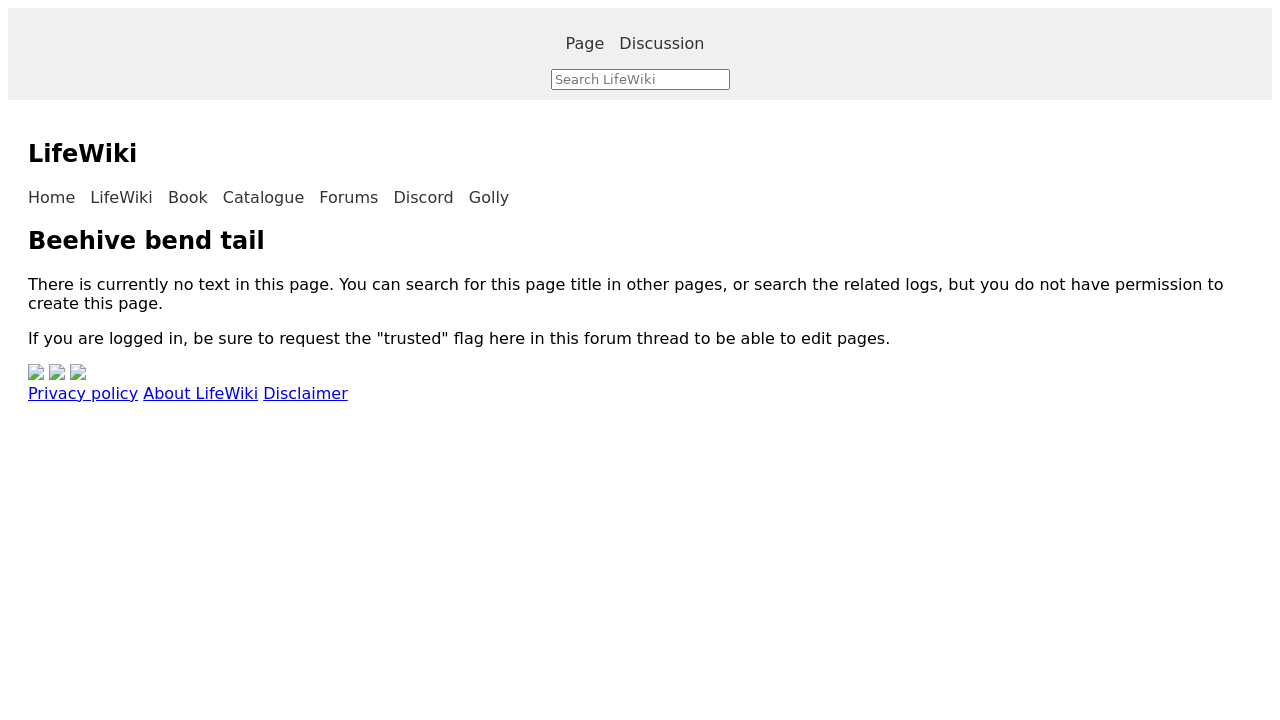 Page Discussion
Search LifeWiki
LifeWiki
Home LifeWiki Book Catalogue Forums Discord Golly
Beehive bend tail
There is currently no text in this page. You can search for this page title in other pages, or search the related logs, but you do not have permission to
create this page.
If you are logged in, be sure to request the "trusted" flag here in this forum thread to be able to edit pages.
Privacy policy About LifeWiki Disclaimer